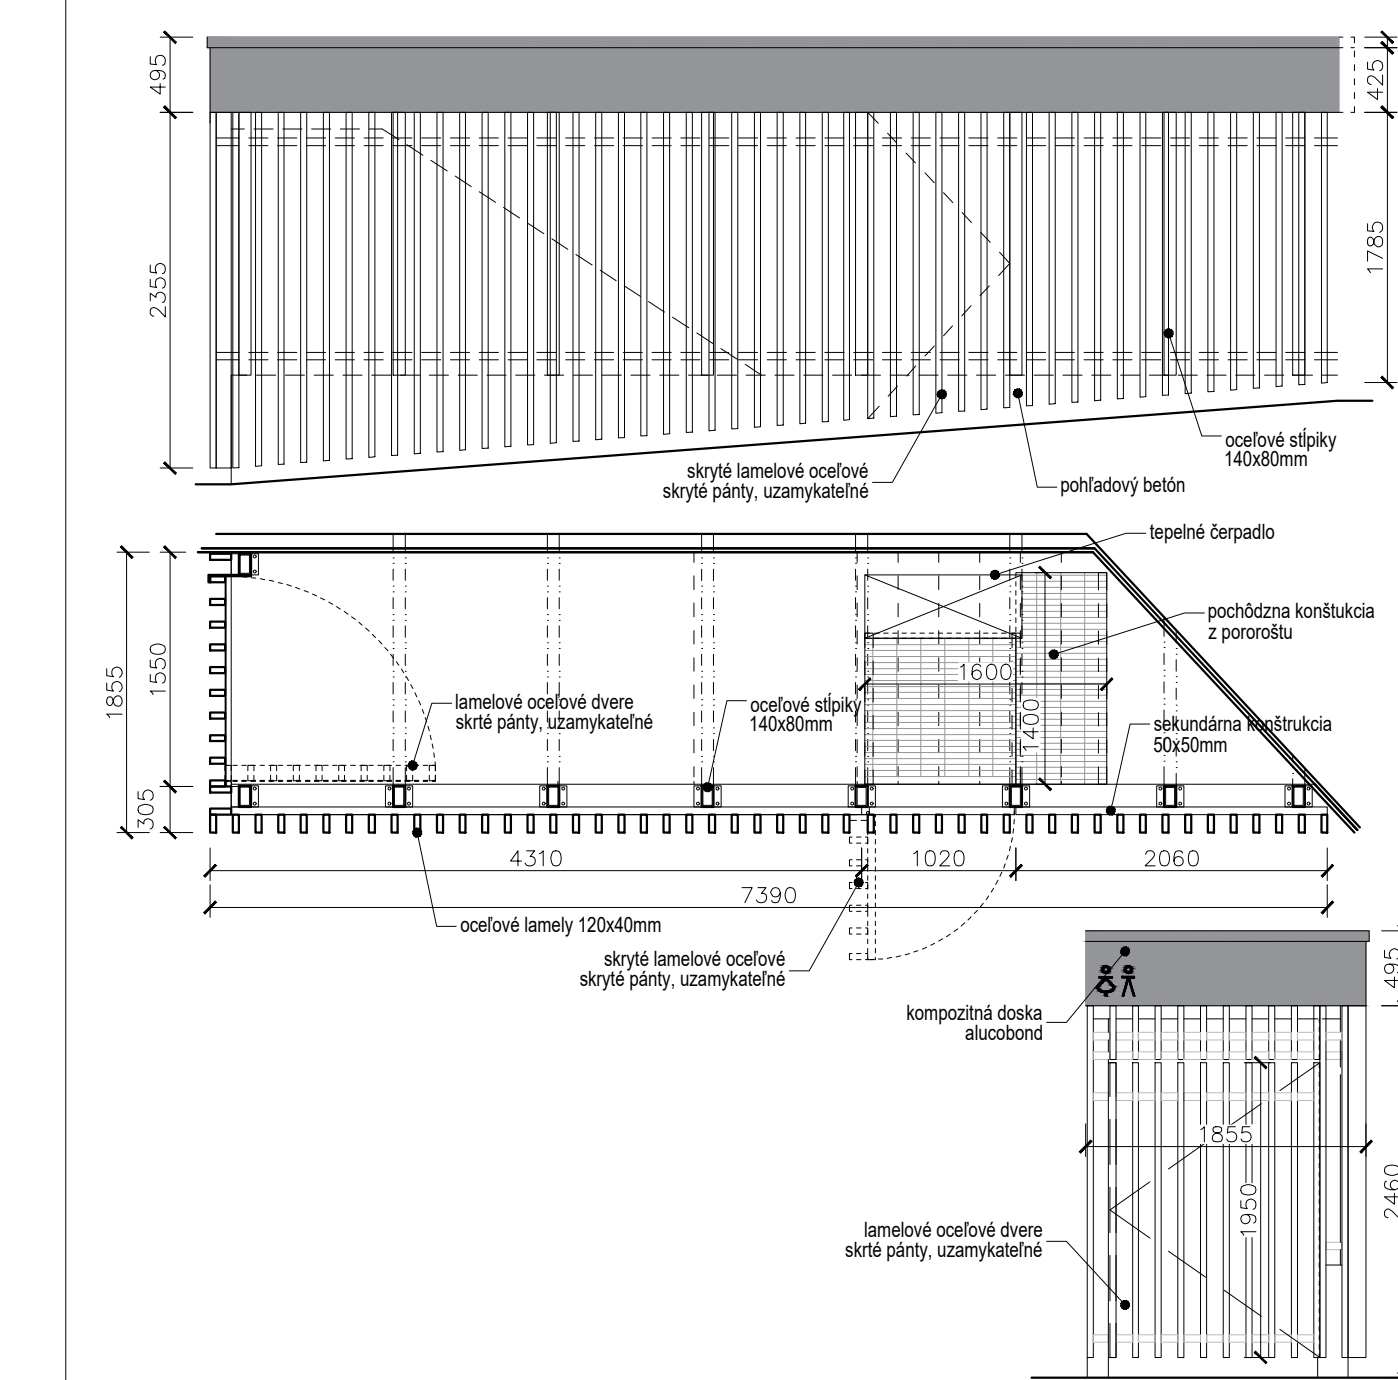 495
425
2355
1785
oceľové stĺpiky
140x80mm
skryté lamelové oceľové
skryté pánty, uzamykateľné
pohľadový betón
tepelné čerpadlo
pochôdzna konštukcia
z pororoštu
1855
1550
305
1600
1400
lamelové oceľové dvere
skrté pánty, uzamykateľné
oceľové stĺpiky
140x80mm
sekundárna konštrukcia
50x50mm
4310
1020
2060
7390
oceľové lamely 120x40mm
skryté lamelové oceľové
skryté pánty, uzamykateľné
495
kompozitná doska
alucobond
1855
1950
2460
lamelové oceľové dvere
skrté pánty, uzamykateľné